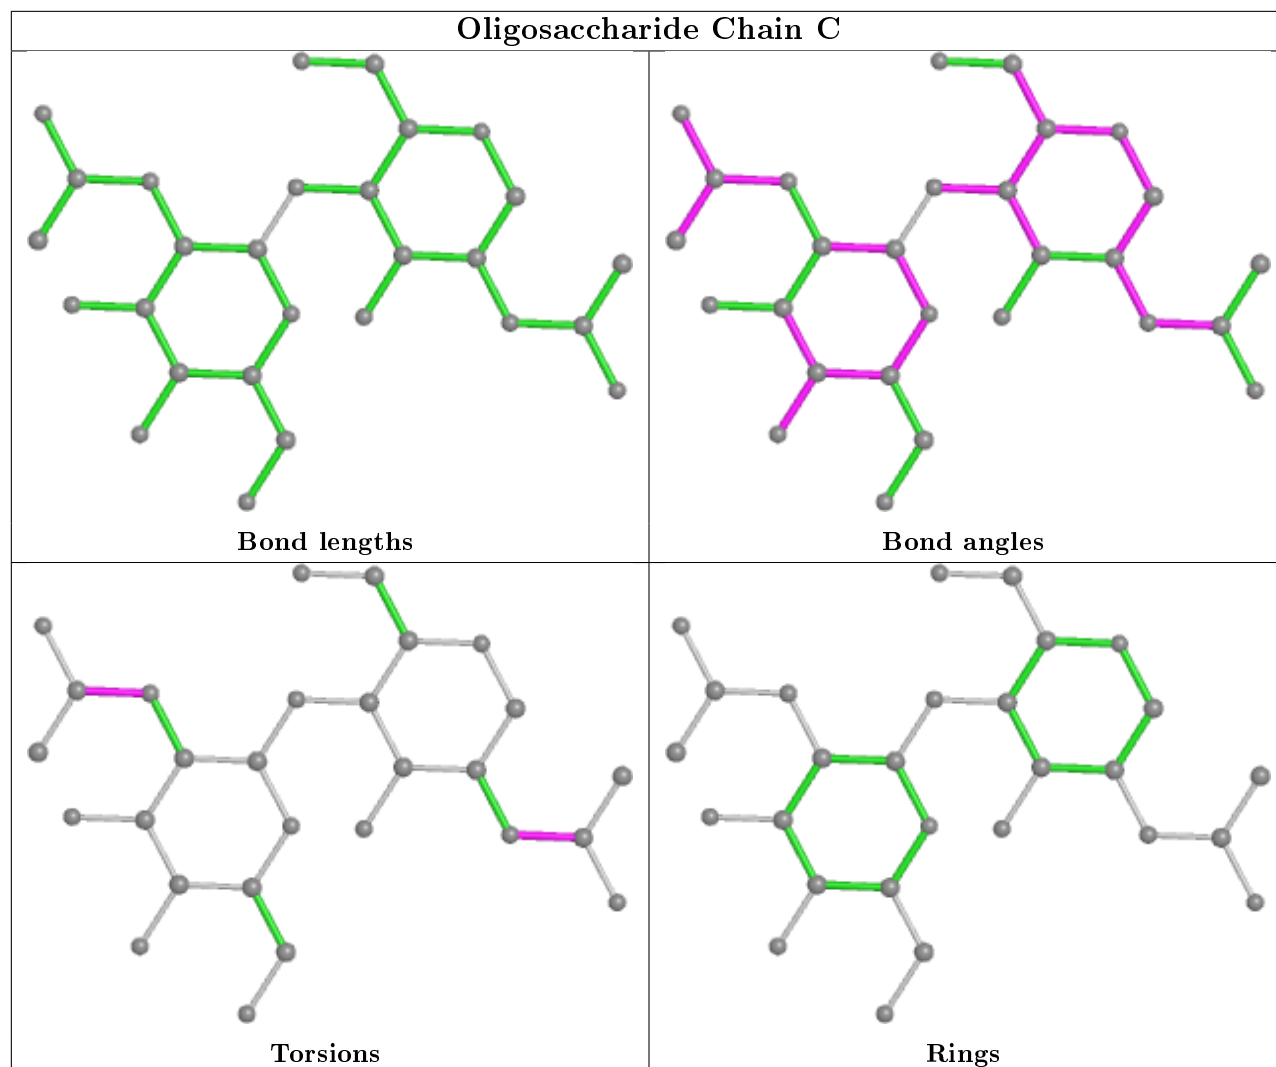 Oligosaccharide Chain C
Bond lengths
Bond angles
Torsions
Rings